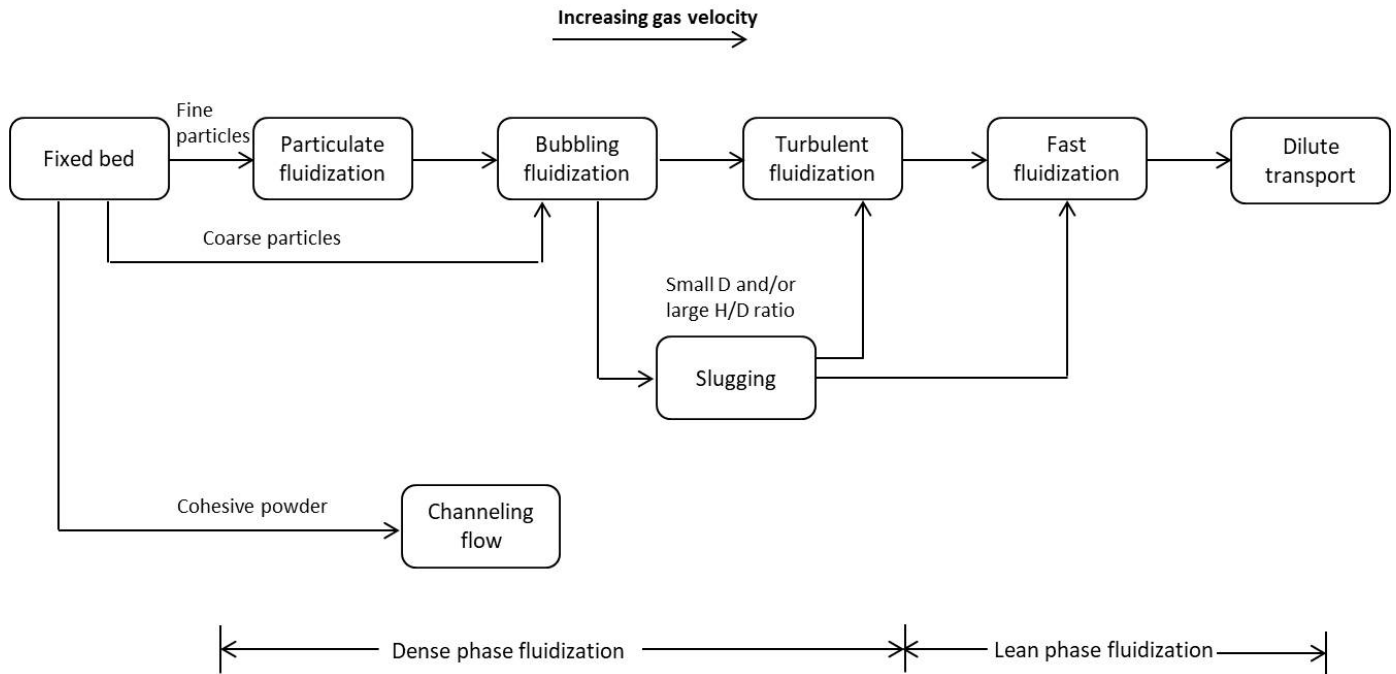 Increasing gas velocity
Fine
particles
Fixed bed
Particulate
fluidization
Bubbling
fluidization
Turbulent
fluidization
Fast
fluidization
Dilute
transport
Coarse particles
Small D and/or
large H/D ratio
Slugging
Cohesive powder
Channeling
flow
Dense phase fluidization
Lean phase fluidization